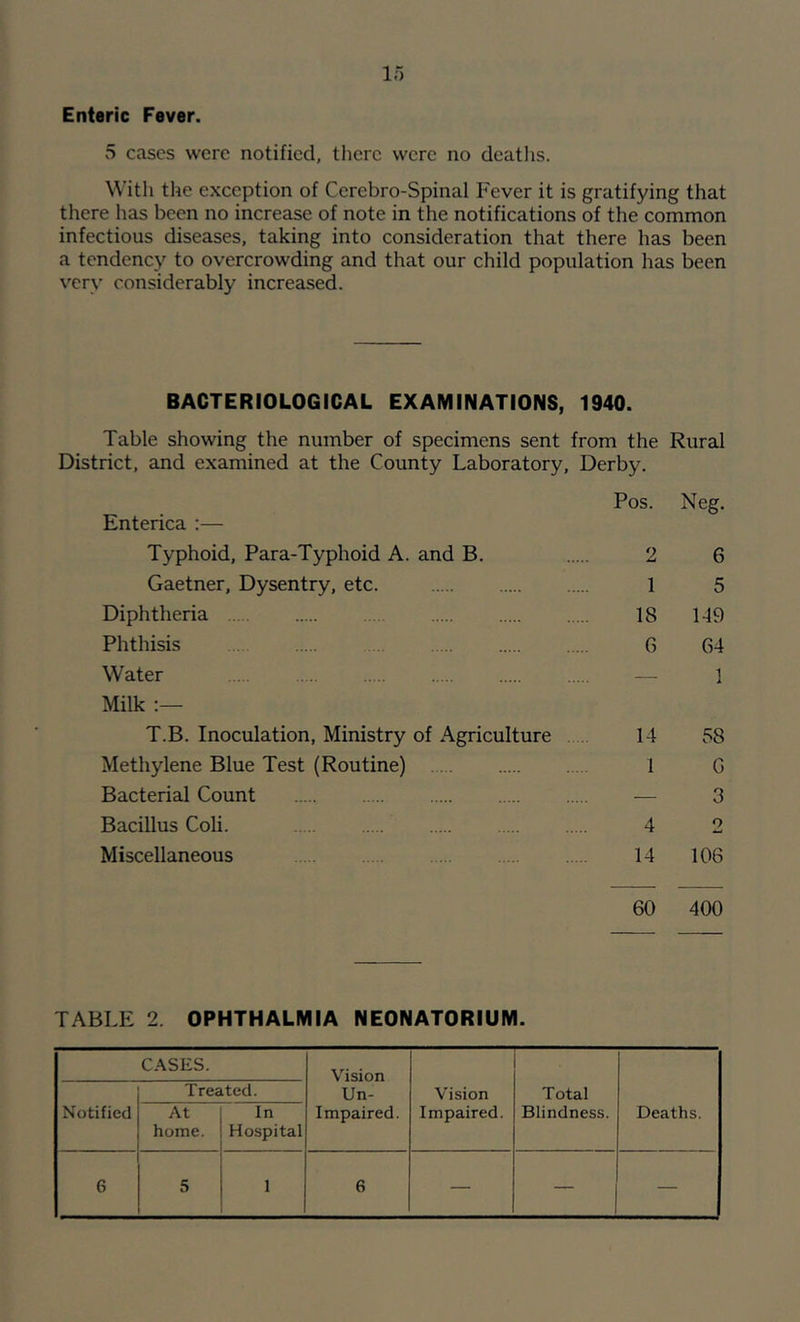 15
Enteric Fever.
5 cases were notified, there were no deaths.
With the exception of Cerebro-Spinal Fever it is gratifying that
there has been no increase of note in the notifications of the common
infectious diseases, taking into consideration that there has been
a tendency to overcrowding and that our child population has been
very considerably increased.
BACTERIOLOGICAL EXAMINATIONS, 1940.
Table showing the number of specimens sent from the Rural
District, and examined at the County Laboratory, Derby.
Pos. Neg.
Enterica :—
Typhoid, Para-Typhoid A. and B. ..... 2 6
Gaetner, Dysentry, etc. ..... ..... ..... 1 5
Diphtheria ..... ..... ..... ..... ..... ..... 18 149
Phthisis ..... ..... ..... ..... ..... ..... 6 64
Water ..... ..... ..... ..... ..... ..... — 1
Milk :—
T.B. Inoculation, Ministry of Agriculture ..... 14 58
Methylene Blue Test (Routine) ..... ..... ..... 1 6
Bacterial Count ..... ..... ..... ..... ..... — 3
Bacillus Coli. ..... ..... ..... ..... ..... 4 2
Miscellaneous ..... ..... ..... ..... ..... 14 106
60 400
TABLE 2. OPHTHALMIA NEONATORIUM.
CASES.
Notified
Treated.
At home.
In Hospital
Vision Un-Impaired.
Vision Impaired.
Total Blindness.
Deaths.
6 5 1 6 — — —